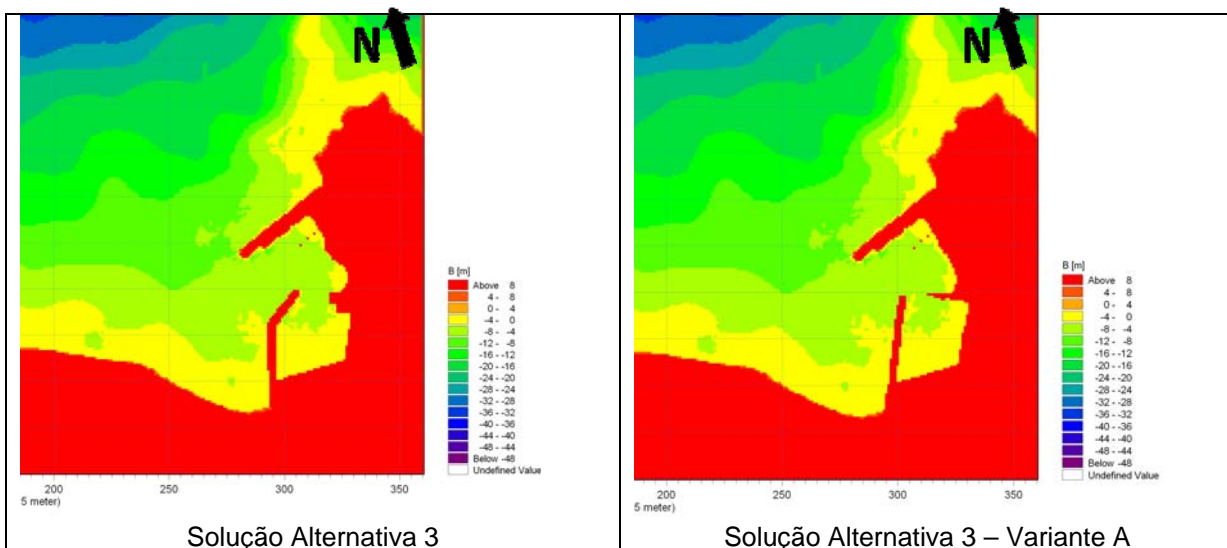 N
B [m]
Above 8
4 - 8
0 - 4
-4 - 0
-8 - -4
-12 - -8
-16 - -12
-20 - -16
-24 - -20
-28 - -24
-32 - -28
-36 - -32
-40 - -36
-44 - -40
-48 - -44
Below -48
Undefined Value
200 250 300 350
5 meter)
Solução Alternativa 3
N
B [m]
Above 8
4 - 8
0 - 4
-4 - 0
-8 - -4
-12 - -8
-16 - -12
-20 - -16
-24 - -20
-28 - -24
-32 - -28
-36 - -32
-40 - -36
-44 - -40
-48 - -44
Below -48
Undefined Value
200 250 300 350
5 meter)
Solução Alternativa 3 – Variante A